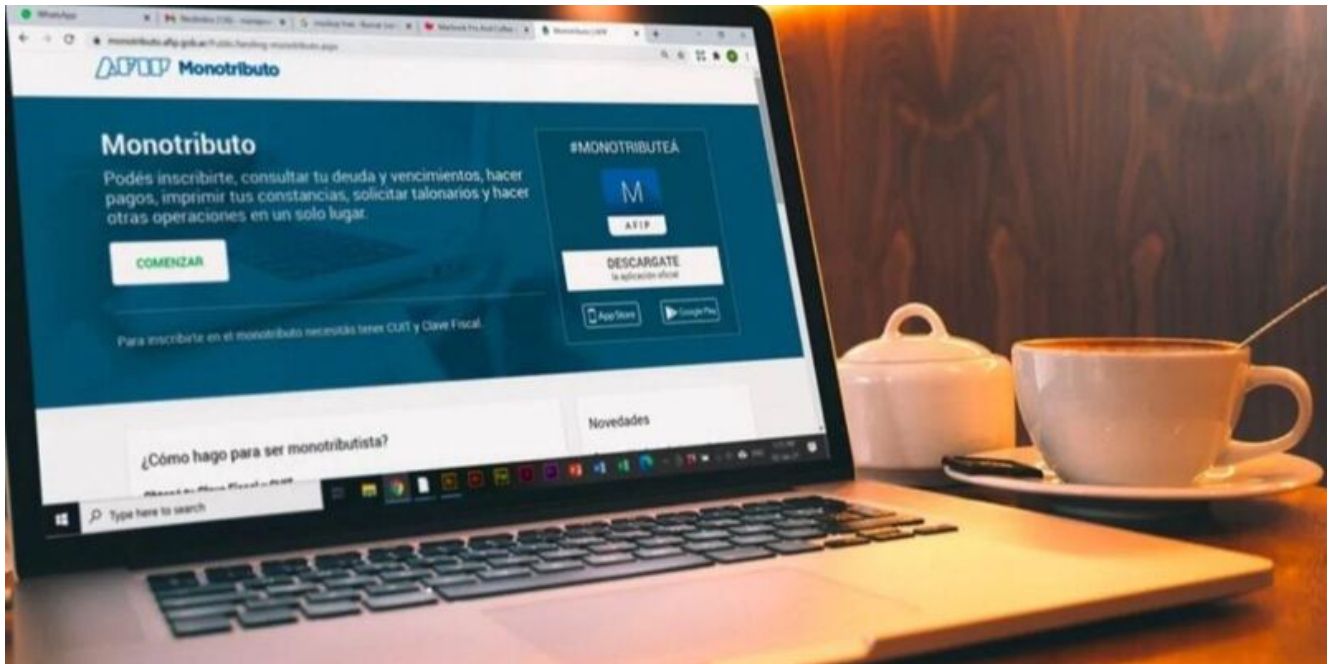 WhatsApp
AFIP Monotributo
Monotributo
Podés inscribirte, consultar tu deuda y vencimientos, hacer
pagos, imprimir tus constancias, solicitar talonarios y hacer
otras operaciones en un solo lugar.
COMENZAR
Para inscribirte en el monotributo necesitás tener CUIT y Clave Fiscal.
#MONOTRIBUTEÁ
M
AFIP
DESCARGATE
la aplicación oficial
App Store
Google Play
¿Cómo hago para ser monotributista?
Novedades
Type here to search